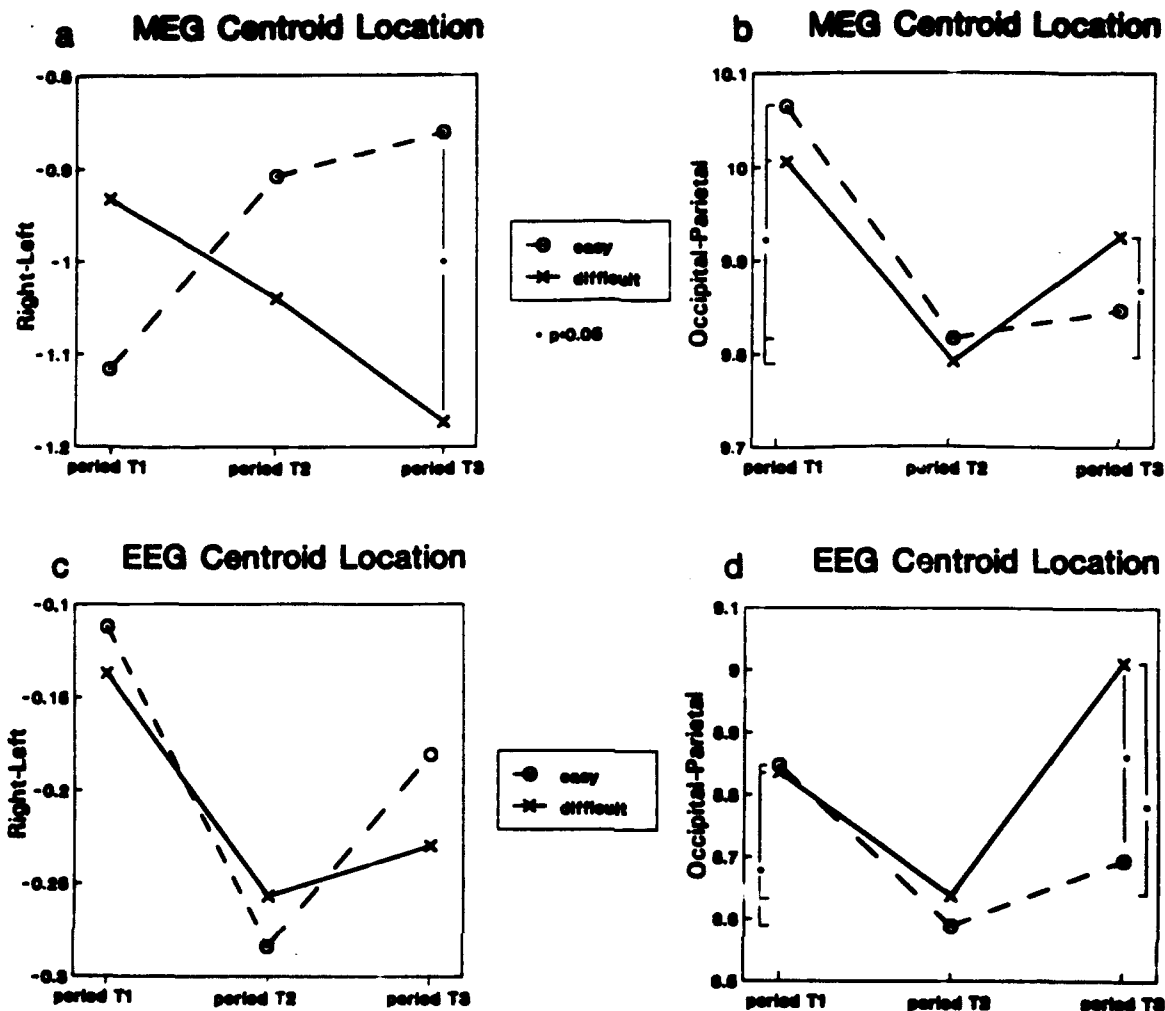 a MEG Centroid Location
-0.8
-0.9
-1
-1.1
-1.2
Right-Left
period T1
period T2
period T3
easy
difficult
• p<0.05
b MEG Centroid Location
10.1
10
9.9
9.8
9.7
Occipital-Parietal
period T1
period T2
period T3
c EEG Centroid Location
-0.1
-0.15
-0.2
-0.25
-0.3
Right-Left
period T1
period T2
period T3
easy
difficult
d EEG Centroid Location
9.1
9
8.9
8.8
8.7
8.6
8.5
Occipital-Parietal
period T1
period T2
period T3